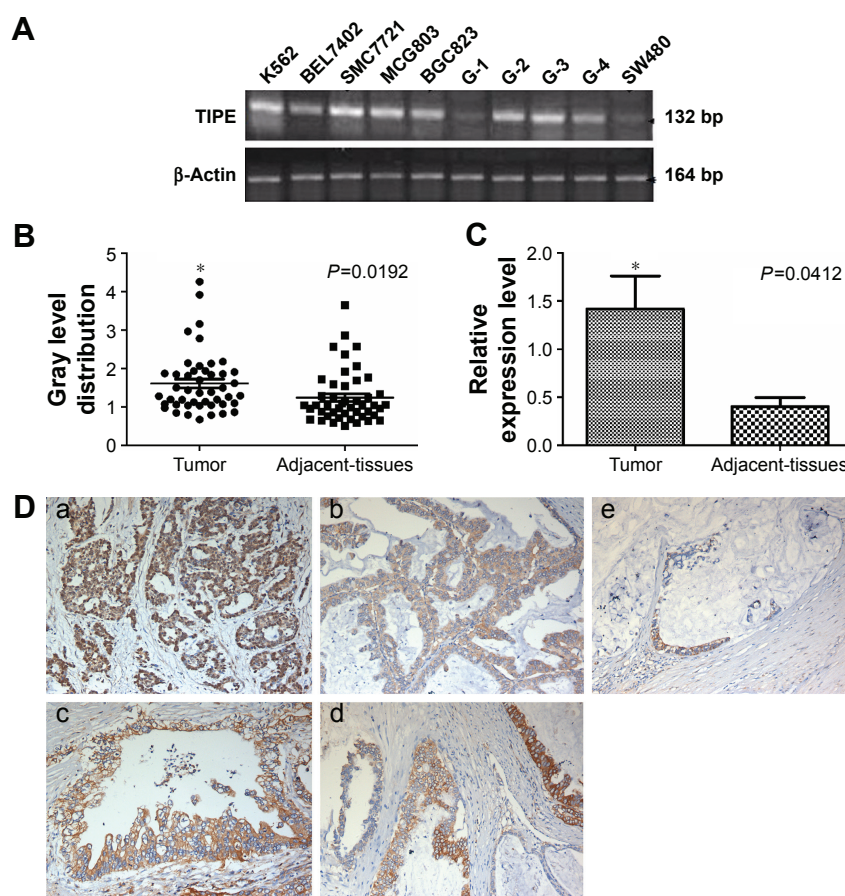 A
K562 BEL7402 SMC7721 MCG803 BGC823 G-1 G-2 G-3 G-4 SW480
TIPE 132 bp
β-Actin 164 bp
B
Gray level
distribution
5
4
3
2
1
0
*
P=0.0192
Tumor Adjacent-tissues
C
Relative
expression level
2.0
1.5
1.0
0.5
0.0
*
P=0.0412
Tumor Adjacent-tissues
D
a b e
c d